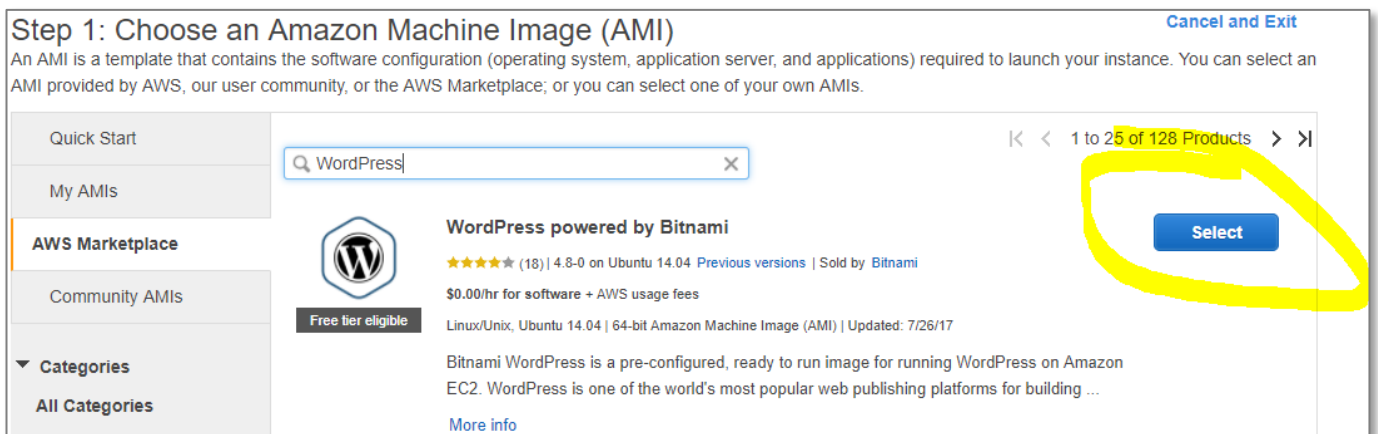 Step 1: Choose an Amazon Machine Image (AMI)
Cancel and Exit
An AMI is a template that contains the software configuration (operating system, application server, and applications) required to launch your instance. You can select an
AMI provided by AWS, our user community, or the AWS Marketplace; or you can select one of your own AMIs.
Quick Start
My AMIs
AWS Marketplace
Community AMIs
Categories
All Categories
1 to 25 of 128 Products
WordPress
WordPress powered by Bitnami
Select
(18) | 4.8-0 on Ubuntu 14.04 Previous versions | Sold by Bitnami
$0.00/hr for software + AWS usage fees
Free tier eligible
Linux/Unix, Ubuntu 14.04 | 64-bit Amazon Machine Image (AMI) | Updated: 7/26/17
Bitnami WordPress is a pre-configured, ready to run image for running WordPress on Amazon
EC2. WordPress is one of the world's most popular web publishing platforms for building ...
More info